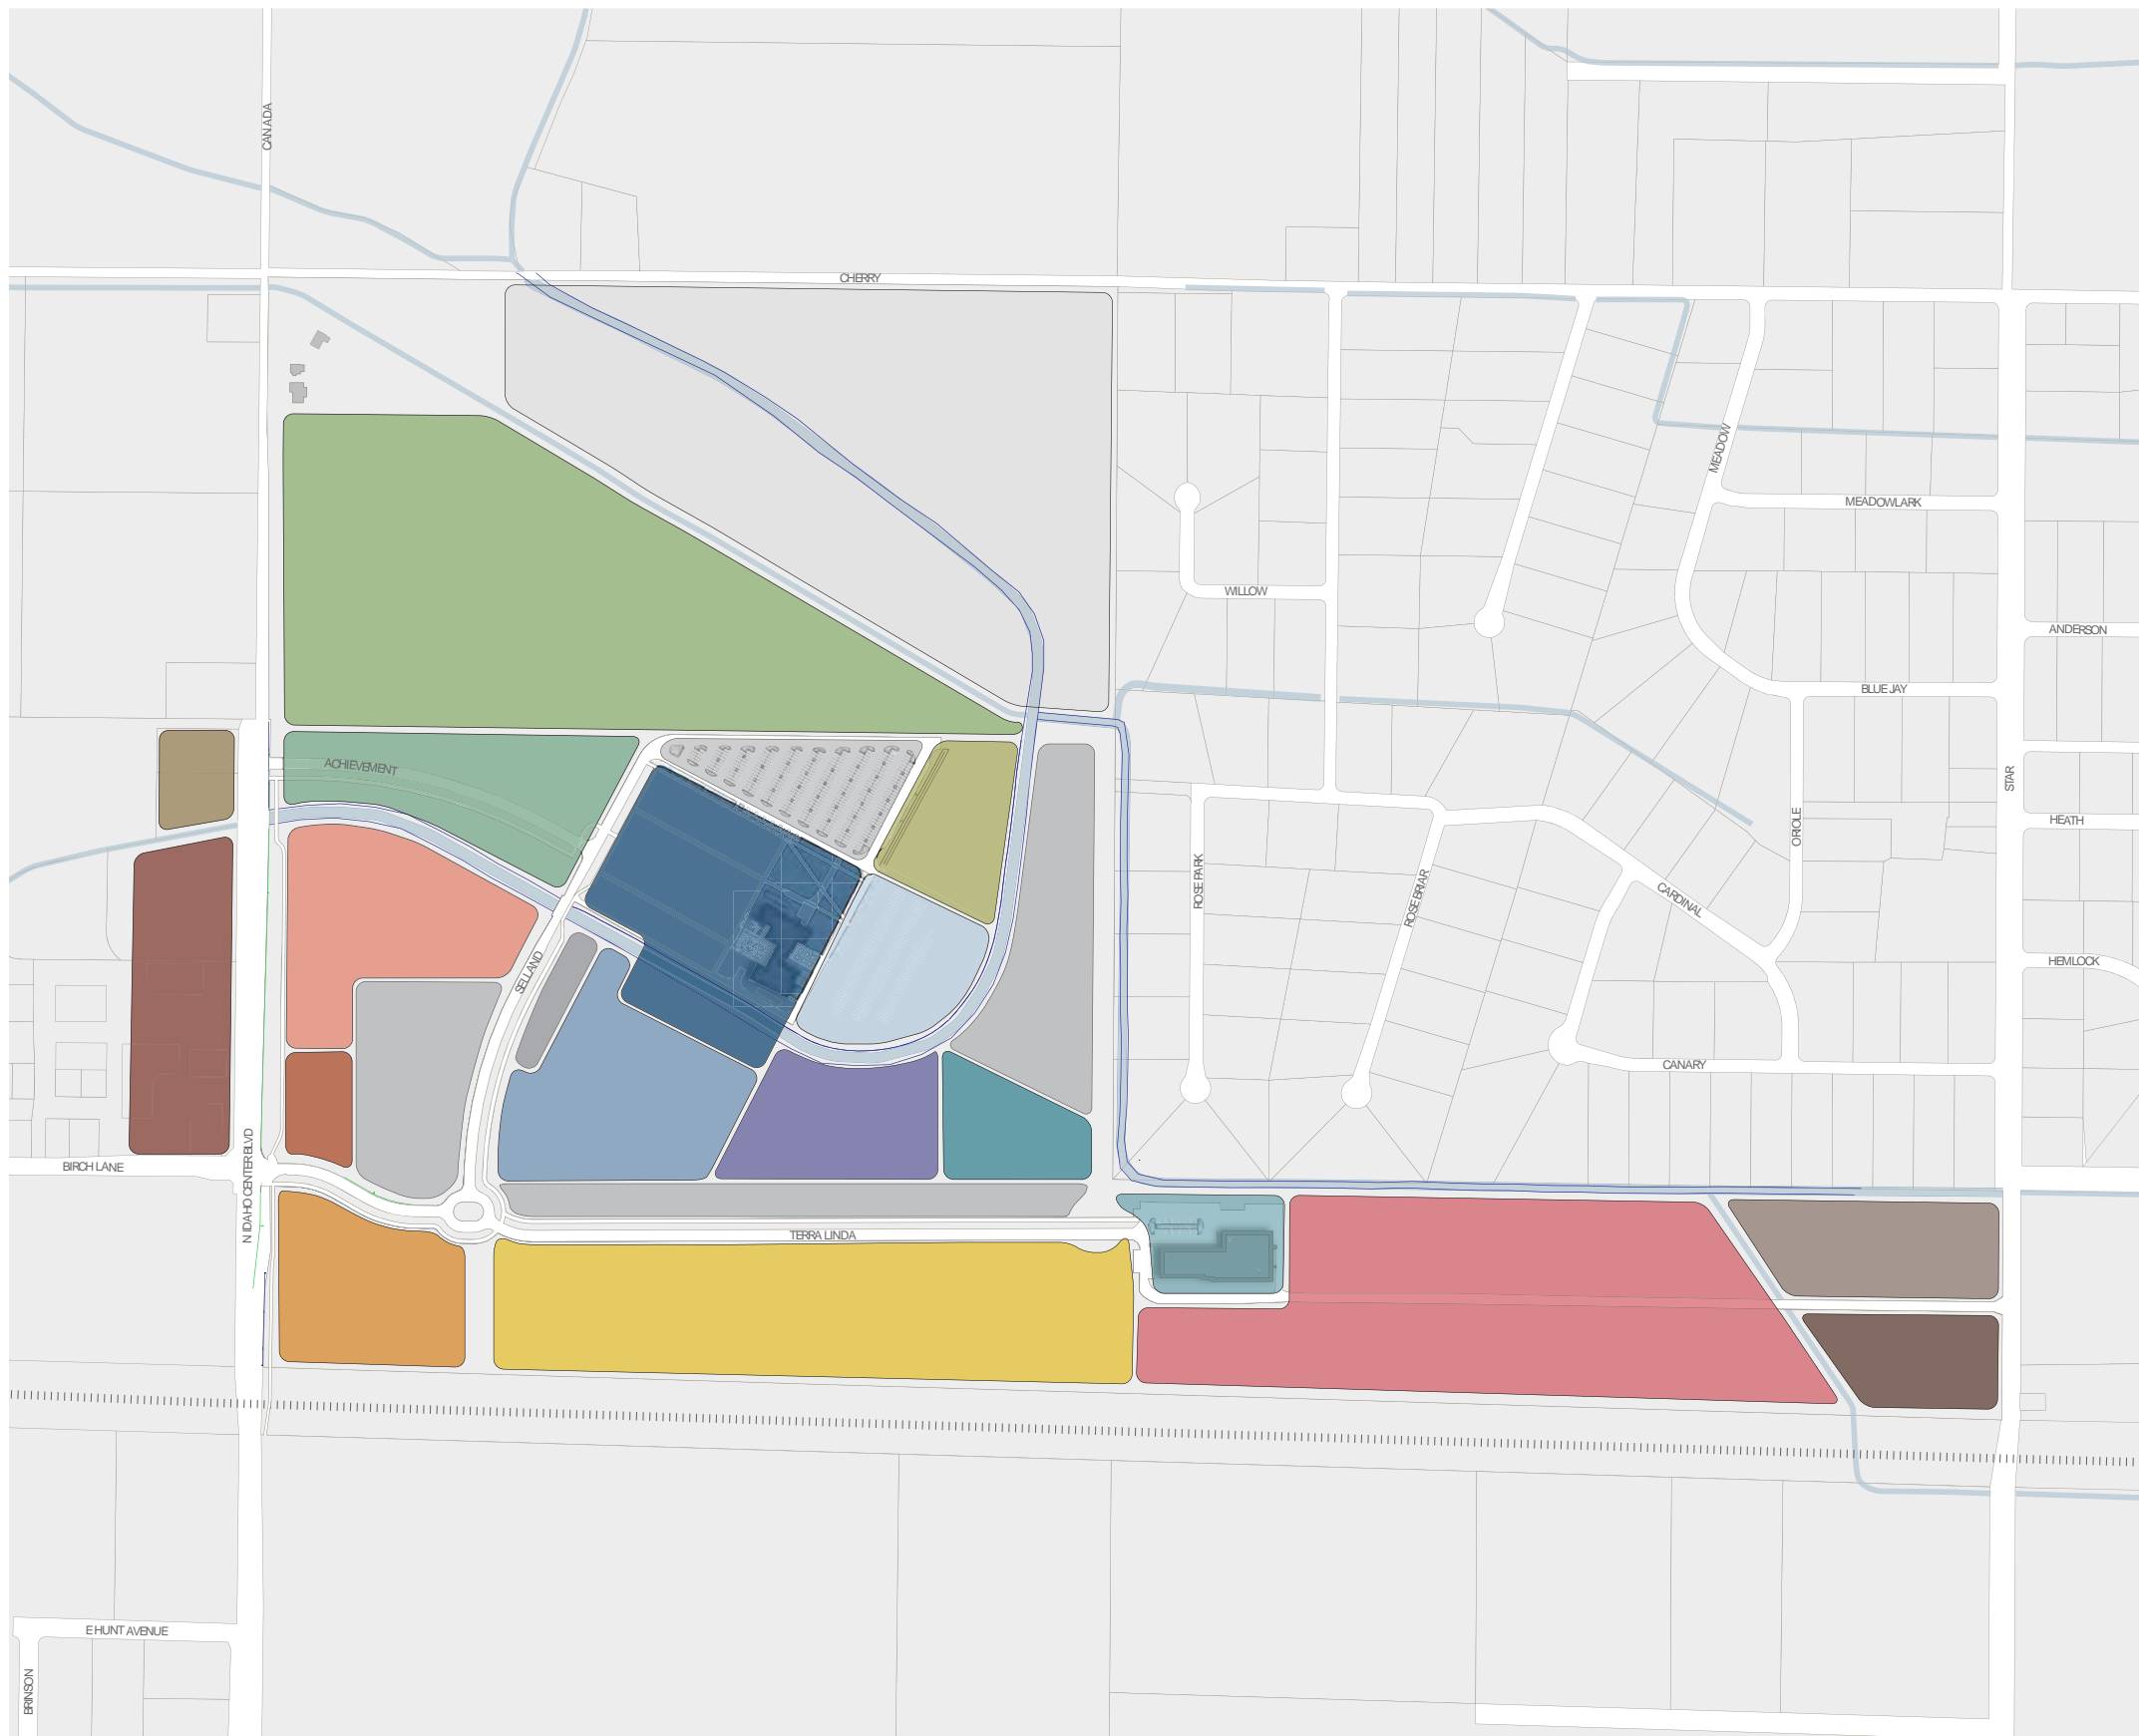 CANADA
CHERRY
MEADOW
MEADOWLARK
WILLOW
ANDERSON
BLUE JAY
ACHIEVEMENT
STAR
HEATH
ORIOLE
ROSE PARK
ROSE BRIAR
CARDINAL
SELLAND
HEMLOCK
CANARY
BIRCH LANE
N IDAHO CENTER BLVD
TERRA LINDA
E HUNT AVENUE
BRINSON